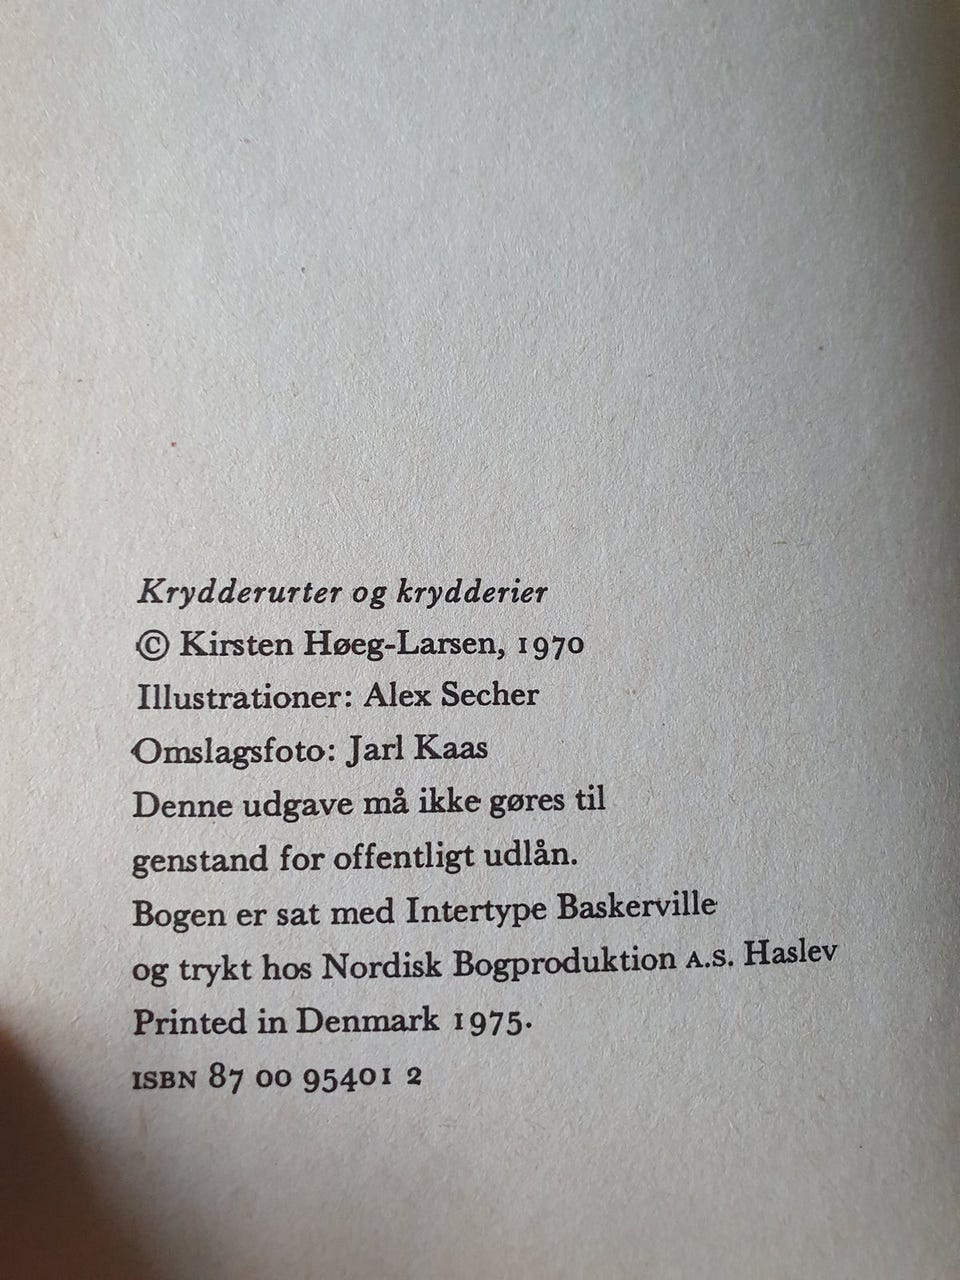 Krydderurter og krydderier
© Kirsten Høeg-Larsen, 1970
Illustrationer: Alex Secher
Omslagsfoto: Jarl Kaas
Denne udgave må ikke gøres til
genstand for offentligt udlån.
Bogen er sat med Intertype Baskerville
og trykt hos Nordisk Bogproduktion A.S. Haslev
Printed in Denmark 1975.
ISBN 87 00 95401 2